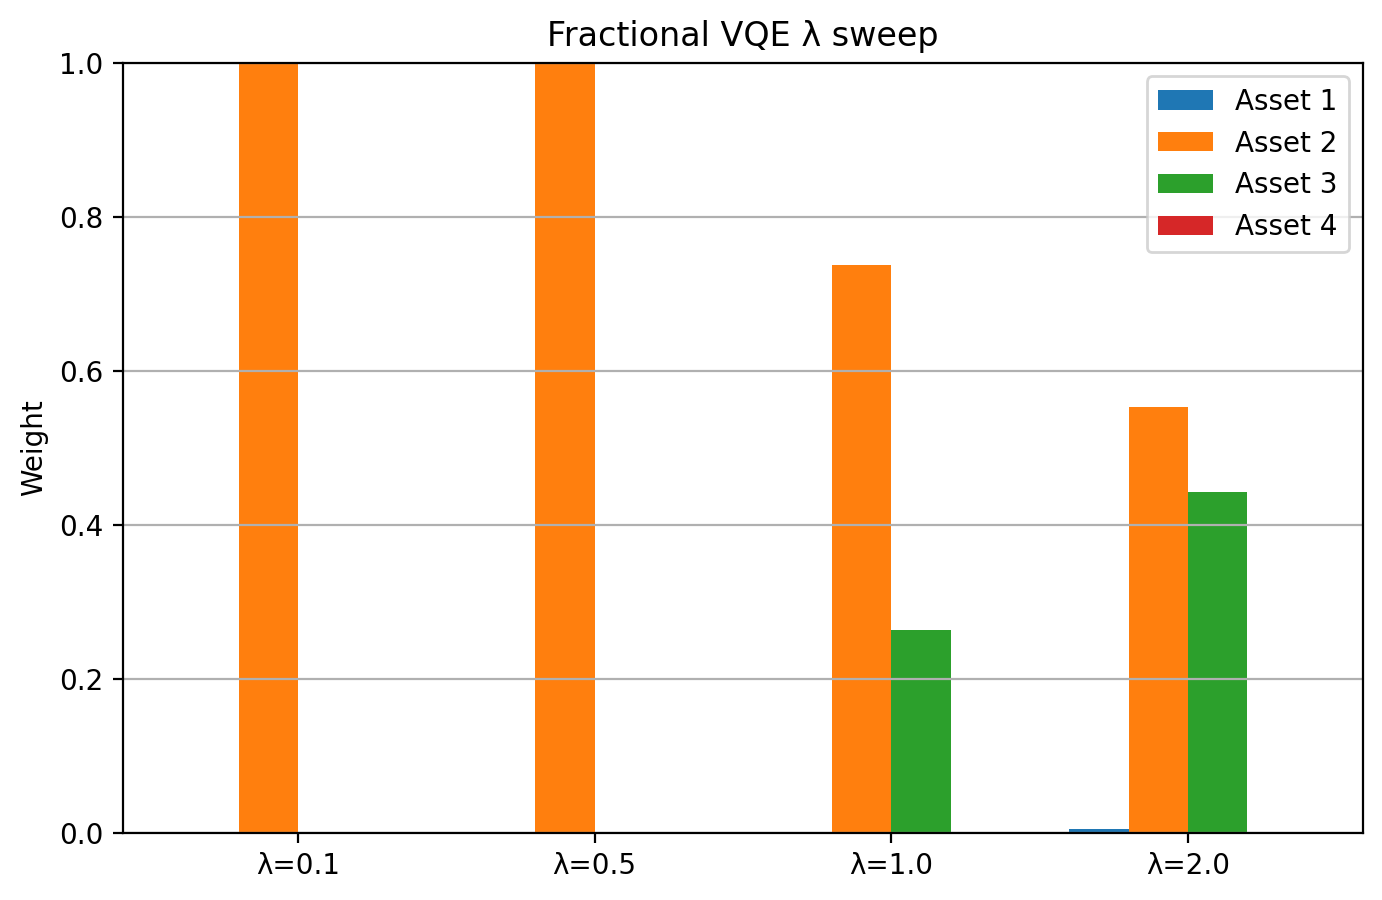 Fractional VQE λ sweep
1.0
0.8
0.6
0.4
0.2
0.0
Weight
λ=0.1
λ=0.5
λ=1.0
λ=2.0
Asset 1
Asset 2
Asset 3
Asset 4